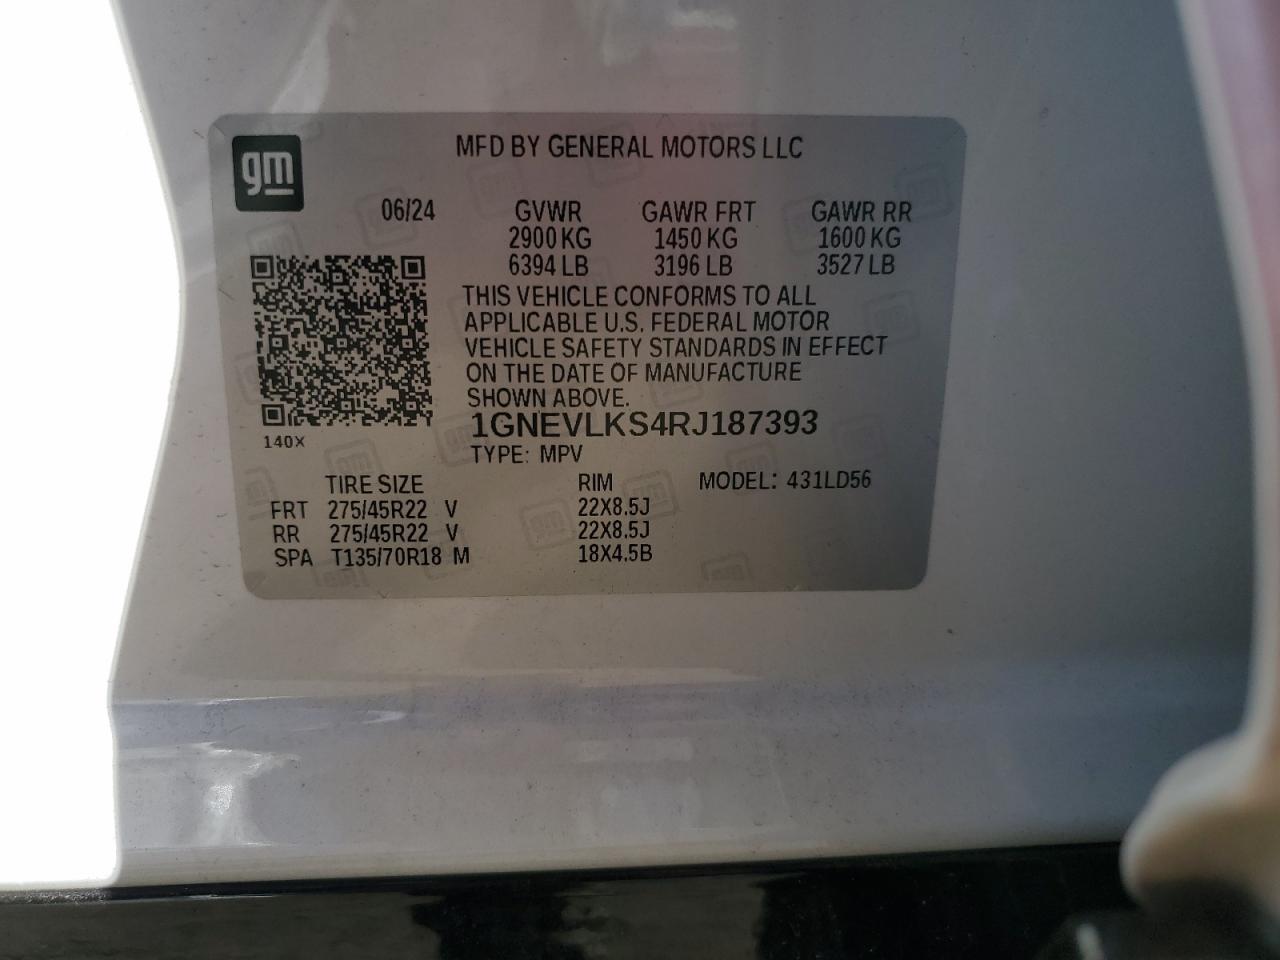 gm
MFD BY GENERAL MOTORS LLC
06/24 GVWR GAWR FRT GAWR RR
2900 KG 1450 KG 1600 KG
6394 LB 3196 LB 3527 LB
THIS VEHICLE CONFORMS TO ALL
APPLICABLE U.S. FEDERAL MOTOR
VEHICLE SAFETY STANDARDS IN EFFECT
ON THE DATE OF MANUFACTURE
SHOWN ABOVE.
1GNEVLKS4RJ187393
140X
TYPE: MPV
TIRE SIZE RIM MODEL: 431LD56
FRT 275/45R22 V 22X8.5J
RR 275/45R22 V 22X8.5J
SPA T135/70R18 M 18X4.5B